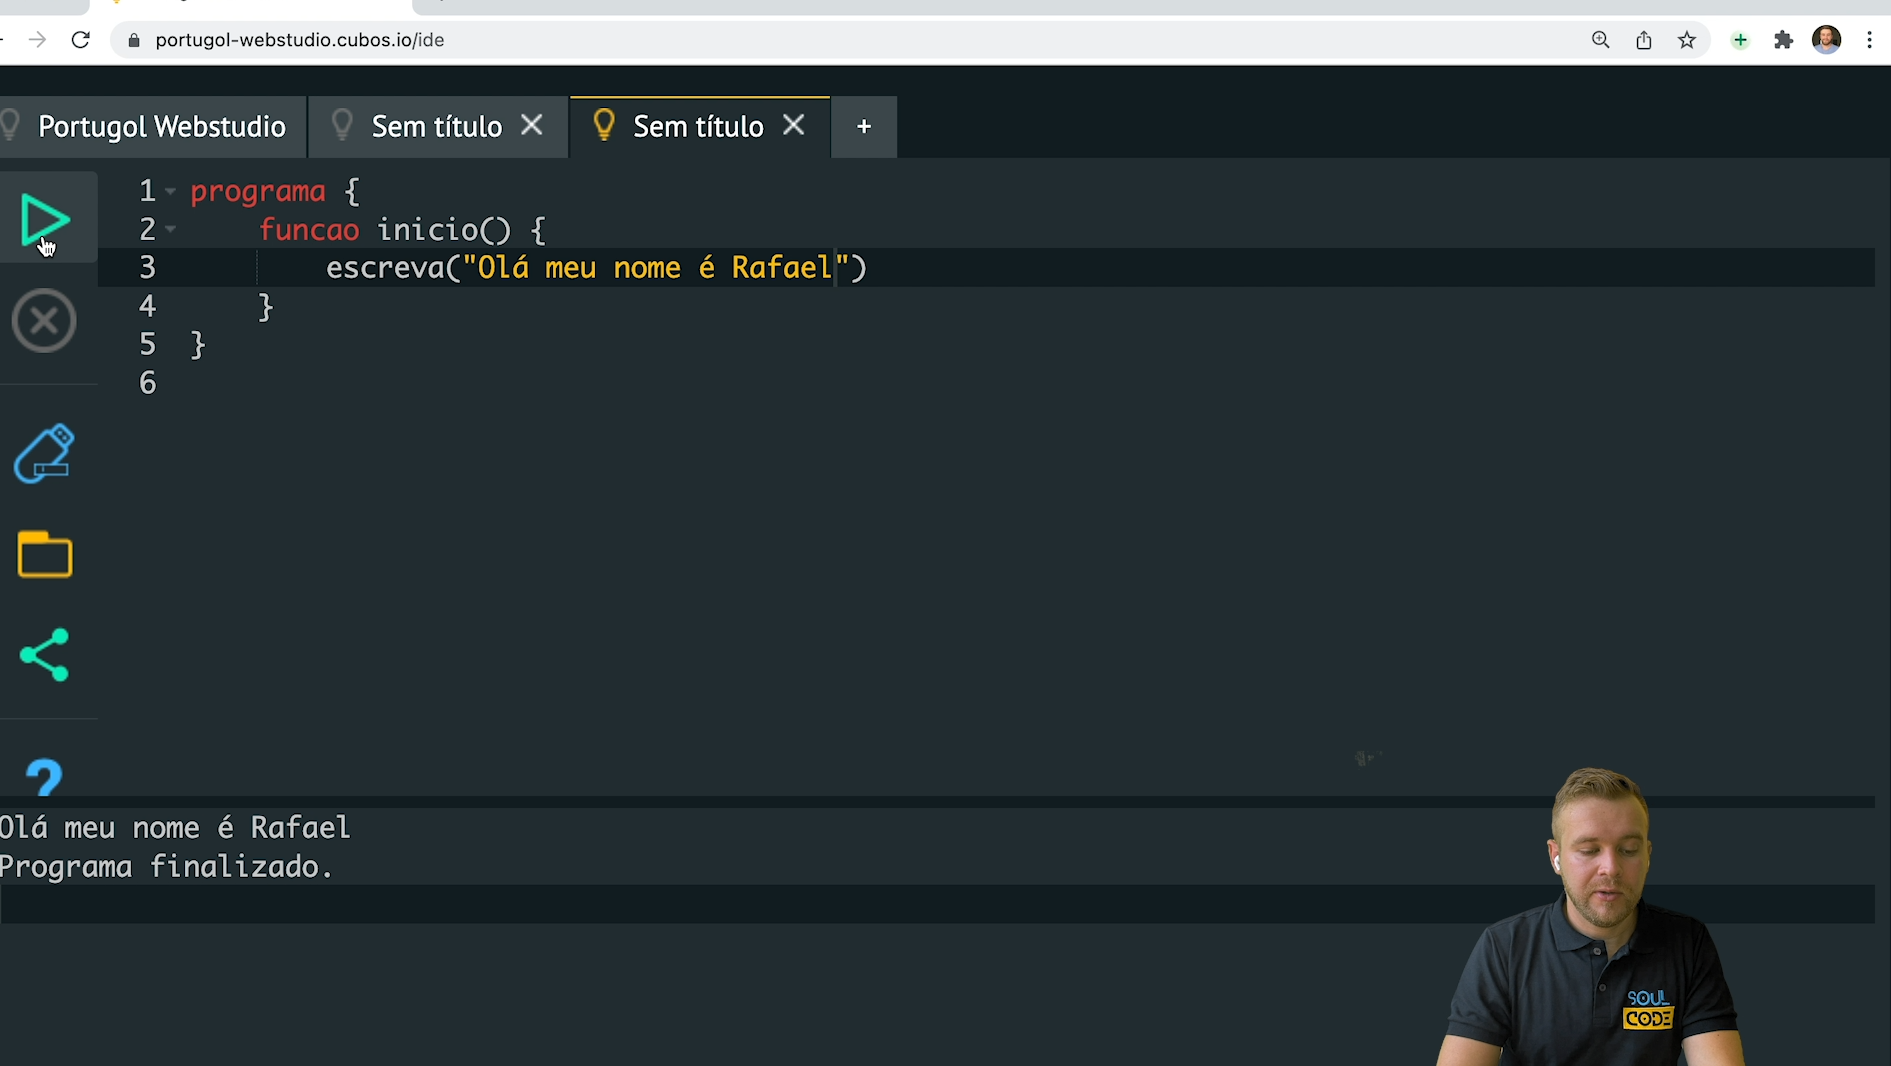 portugol-webstudio.cubos.io/ide
Portugol Webstudio
Sem título
Sem título
+
1 programa {
2 funcao inicio() {
3 escreva("Olá meu nome é Rafael")
4 }
5 }
6
?
Olá meu nome é Rafael
Programa finalizado.
SOUL
CODE